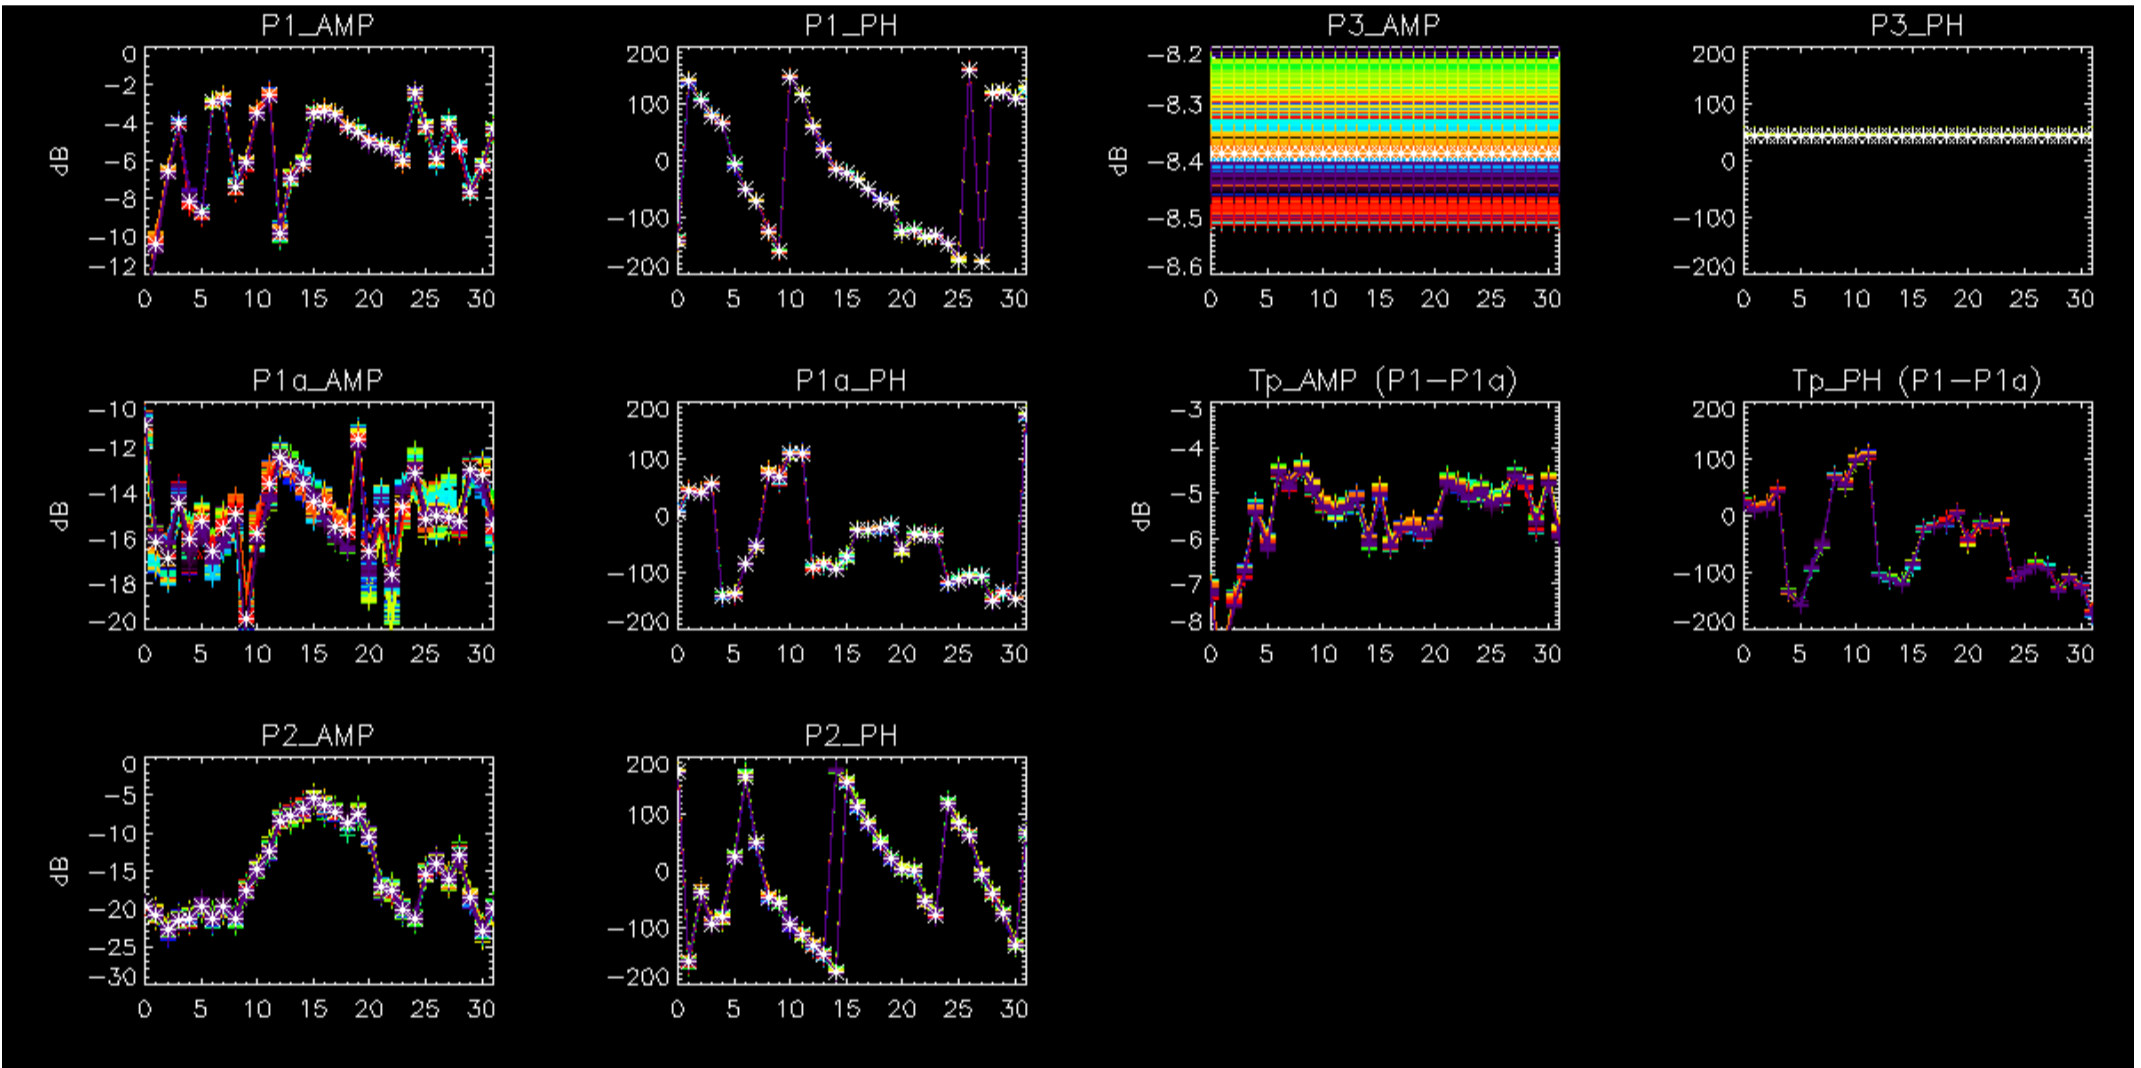 P1_AMP
P1_PH
P3_AMP
P3_PH
0
−2
−4
−6
−8
−10
−12
dB
0 5 10 15 20 25 30
200
100
0
−100
−200
0 5 10 15 20 25 30
−8.2
−8.3
−8.4
−8.5
−8.6
dB
0 5 10 15 20 25 30
200
100
0
−100
−200
0 5 10 15 20 25 30
P1a_AMP
P1a_PH
Tp_AMP (P1−P1a)
Tp_PH (P1−P1a)
−10
−12
−14
−16
−18
−20
dB
0 5 10 15 20 25 30
200
100
0
−100
−200
0 5 10 15 20 25 30
−3
−4
−5
−6
−7
−8
dB
0 5 10 15 20 25 30
200
100
0
−100
−200
0 5 10 15 20 25 30
P2_AMP
P2_PH
0
−5
−10
−15
−20
−25
−30
dB
0 5 10 15 20 25 30
200
100
0
−100
−200
0 5 10 15 20 25 30